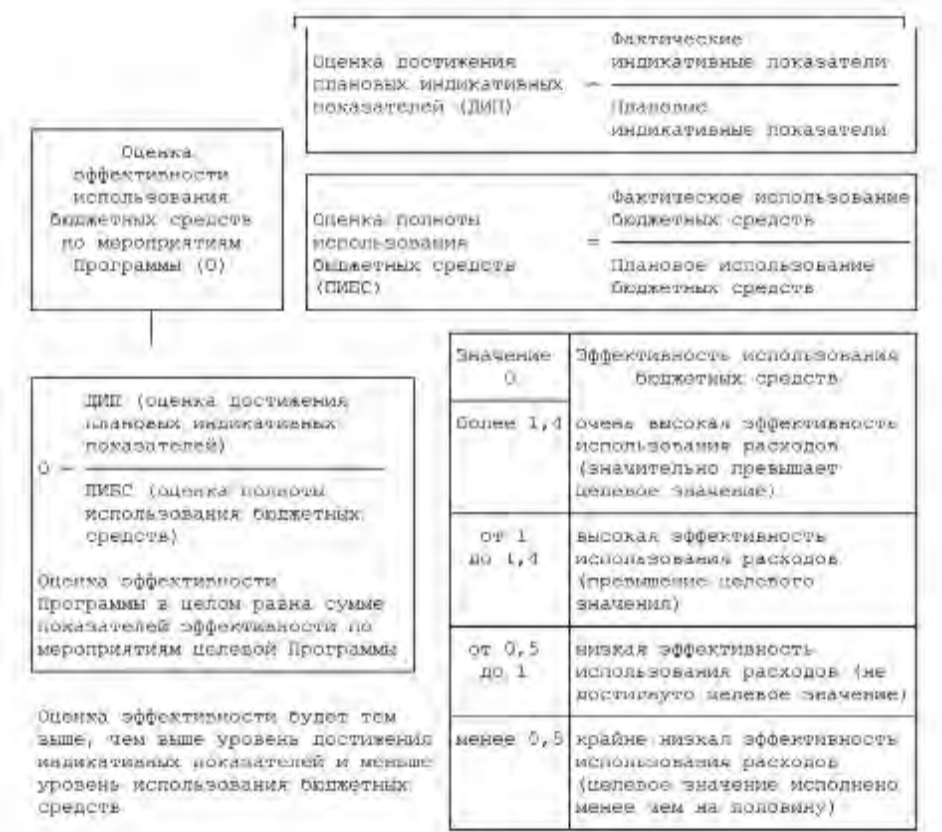 Оценка достижения
плановых индикативных
показателей (ДИП)
=
Фактические
индикативные показатели
Плановые
индикативные показатели
Оценка
эффективности
использования
бюджетных средств
по мероприятиям
Программы (О)
Оценка полноты
использования
бюджетных средств
(ПИБС)
=
Фактическое использование
бюджетных средств
Плановое использование
бюджетных средств
ДИП (оценка достижения
плановых индикативных
показателей)
О =
ПИБС (оценка полноты
использования бюджетных
средств)
Оценка эффективности
Программы в целом равна сумме
показателей эффективности по
мероприятиям целевой Программы
Оценка эффективности будет тем
выше, чем выше уровень достижения
индикативных показателей и меньше
уровень использования бюджетных
средств
Значение
О
Эффективность использования
бюджетных средств
более 1,4
очень высокая эффективность
использования расходов
(значительно превышает
целевое значение)
от 1
до 1,4
высокая эффективность
использования расходов
(превышение целевого
значения)
от 0,5
до 1
низкая эффективность
использования расходов (не
достигнуто целевое значение)
менее 0,5
крайне низкая эффективность
использования расходов
(целевое значение исполнено
менее чем на половину)